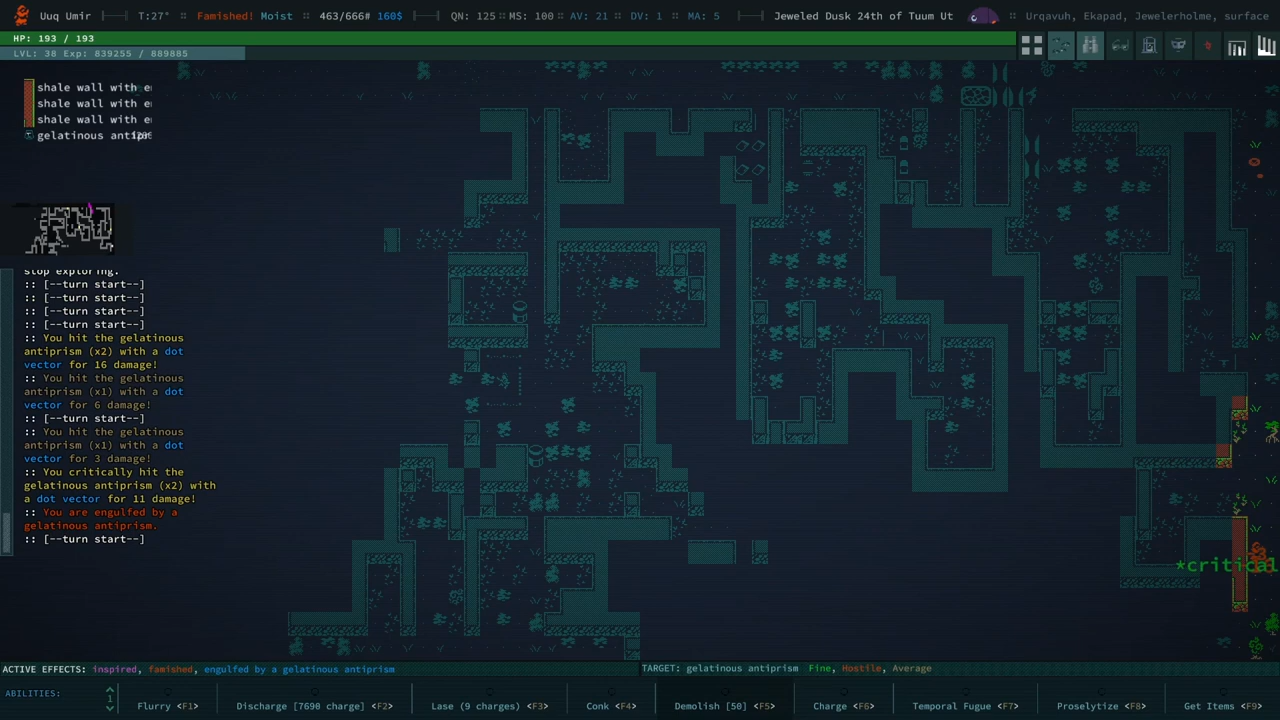 Uuq Umir T:27° Famished! Moist 463/666# 160$ QN: 125 MS: 100 AV: 21 DV: 1 MA: 5 Jeweled Dusk 24th of Tuum Ut Urqavuh, Ekapad, Jewelerholme, surface
HP: 193 / 193
LVL: 38 Exp: 839255 / 889885
shale wall with
shale wall with
shale wall with
gelatinous
stop exploring.
:: [--turn start--]
:: [--turn start--]
:: [--turn start--]
:: [--turn start--]
:: You hit the gelatinous
antiprism (x2) with a dot
vector for 16 damage!
:: You hit the gelatinous
antiprism (x1) with a dot
vector for 6 damage!
:: [--turn start--]
:: You hit the gelatinous
antiprism (x1) with a dot
vector for 3 damage!
:: You critically hit the
gelatinous antiprism (x2) with
a dot vector for 11 damage!
:: You are engulfed by a
gelatinous antiprism.
:: [--turn start--]
*critical
ACTIVE EFFECTS: inspired, famished, engulfed by a gelatinous antiprism
TARGET: gelatinous antiprism Fine, Hostile, Average
ABILITIES: 1 Flurry <F1> Discharge [7690 charge] <F2> Lase (9 charges) <F3> Conk <F4> Demolish [50] <F5> Charge <F6> Temporal Fugue <F7> Proselytize <F8> Get Items <F9>